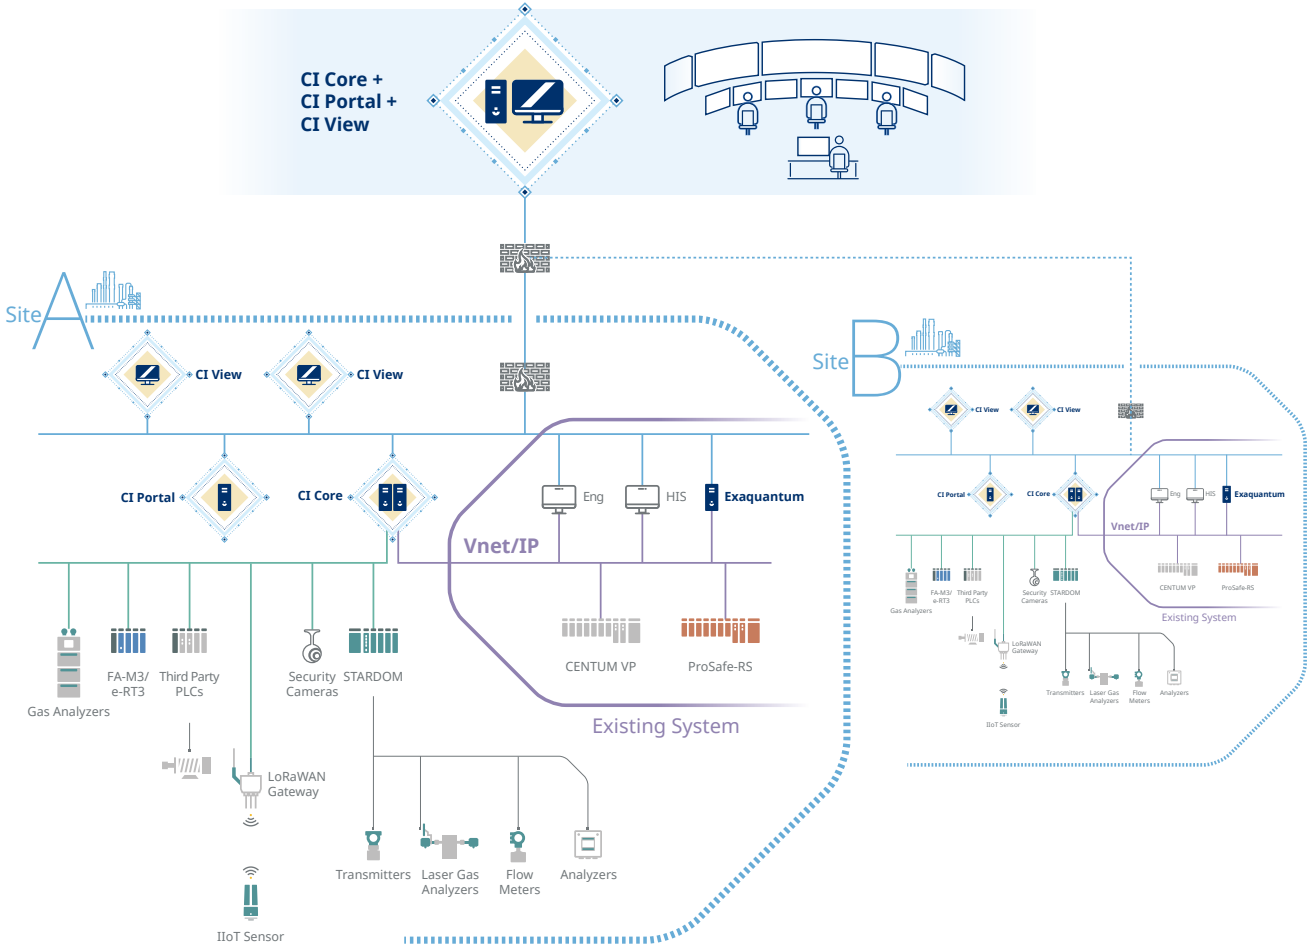 CI Core +
CI Portal +
CI View
Site A
CI View
CI View
CI Portal
CI Core
Eng
HIS
Exaquantum
Vnet/IP
Gas Analyzers
FA-M3/
e-RT3
Third Party
PLCs
Security
Cameras
STARDOM
CENTUM VP
ProSafe-RS
Existing System
LoRaWAN
Gateway
IIoT Sensor
Transmitters
Laser Gas
Analyzers
Flow
Meters
Analyzers
Site B
CI View
CI View
CI Portal
CI Core
Eng
HIS
Exaquantum
Vnet/IP
Gas Analyzers
FA-M3/
e-RT3
Third Party
PLCs
Security
Cameras
STARDOM
CENTUM VP
ProSafe-RS
Existing System
LoRaWAN
Gateway
IIoT Sensor
Transmitters
Laser Gas
Analyzers
Flow
Meters
Analyzers